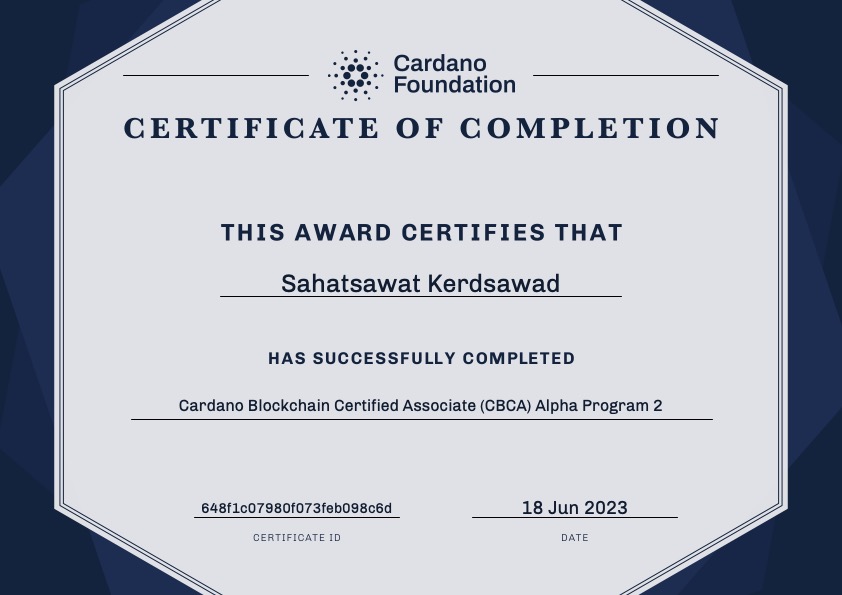 Cardano
Foundation
CERTIFICATE OF COMPLETION
THIS AWARD CERTIFIES THAT
Sahatsawat Kerdsawad
HAS SUCCESSFULLY COMPLETED
Cardano Blockchain Certified Associate (CBCA) Alpha Program 2
648f1c07980f073feb098c6d
18 Jun 2023
CERTIFICATE ID
DATE